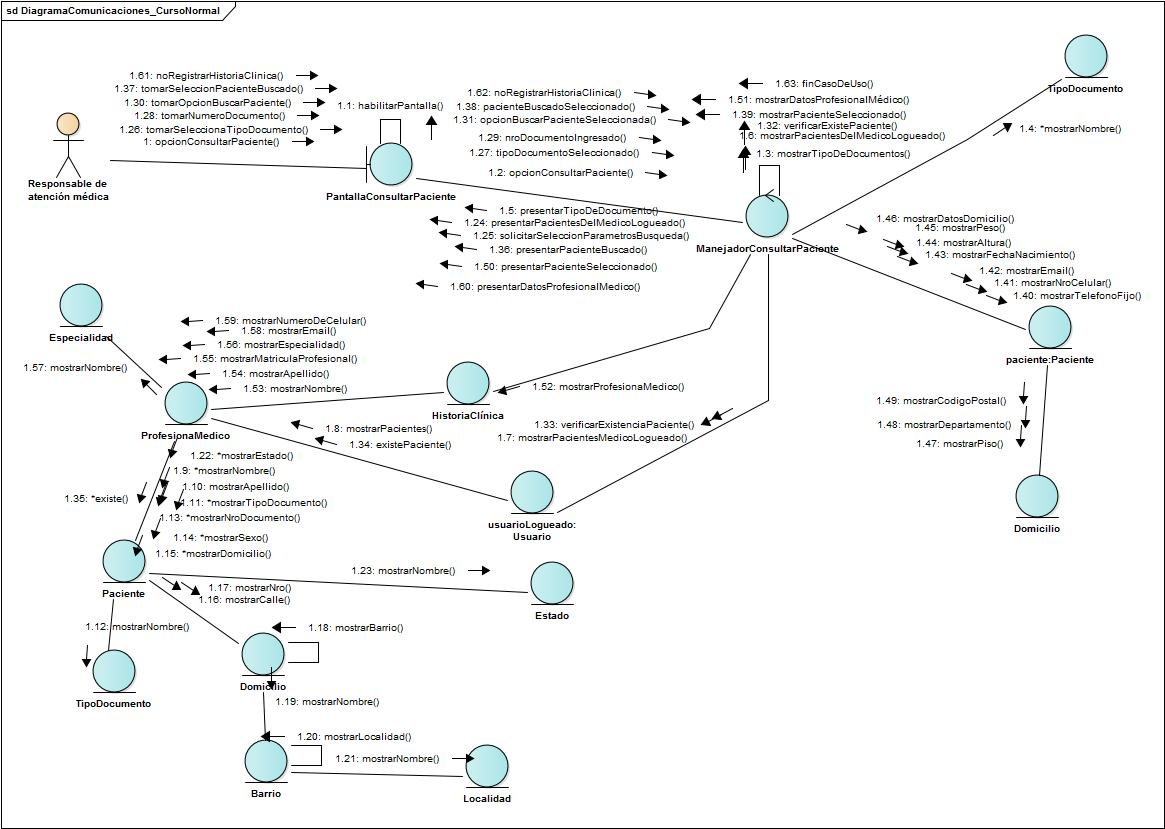 sd DiagramaComunicaciones_CursoNormal
1.61: noRegistrarHistoriaClinica()
1.37: tomarSeleccionPacienteBuscado()
1.30: tomarOpcionBuscarPaciente()
1.28: tomarNumeroDocumento()
1.26: tomarSeleccionaTipoDocumento()
1: opcionConsultarPaciente()
Responsable de
atención médica
1.1: habilitarPantalla()
PantallaConsultarPaciente
1.62: noRegistrarHistoriaClinica()
1.38: pacienteBuscadoSeleccionado()
1.31: opcionBuscarPacienteSeleccionada()
1.29: nroDocumentoIngresado()
1.27: tipoDocumentoSeleccionado()
1.2: opcionConsultarPaciente()
1.63: finCasoDeUso()
1.51: mostrarDatosProfesionalMédico()
1.39: mostrarPacienteSeleccionado()
1.32: verificarExistePaciente()
1.6: mostrarPacientesDelMedicoLogueado()
1.3: mostrarTipoDeDocumentos()
ManejadorConsultarPaciente
TipoDocumento
1.4: *mostrarNombre()
1.5: presentarTipoDeDocumento()
1.24: presentarPacientesDelMedicoLogueado()
1.25: solicitarSeleccionParametrosBusqueda()
1.36: presentarPacienteBuscado()
1.50: presentarPacienteSeleccionado()
1.60: presentarDatosProfesionalMedico()
1.46: mostrarDatosDomicilio()
1.45: mostrarPeso()
1.44: mostrarAltura()
1.43: mostrarFechaNacimiento()
1.42: mostrarEmail()
1.41: mostrarNroCelular()
1.40: mostrarTelefonoFijo()
paciente:Paciente
Especialidad
1.57: mostrarNombre()
1.59: mostrarNumeroDeCelular()
1.58: mostrarEmail()
1.56: mostrarEspecialidad()
1.55: mostrarMatriculaProfesional()
1.54: mostrarApellido()
1.53: mostrarNombre()
ProfesionaMedico
HistoriaClínica
1.52: mostrarProfesionaMedico()
1.49: mostrarCodigoPostal()
1.48: mostrarDepartamento()
1.47: mostrarPiso()
Domicilio
1.8: mostrarPacientes()
1.34: existePaciente()
1.33: verificarExistenciaPaciente()
1.7: mostrarPacientesMedicoLogueado()
usuarioLogueado:
Usuario
1.22: *mostrarEstado()
1.9: *mostrarNombre()
1.10: mostrarApellido()
1.35: *existe()
1.11: *mostrarTipoDocumento()
1.13: *mostrarNroDocumento()
1.14: *mostrarSexo()
1.15: *mostrarDomicilio()
Paciente
1.23: mostrarNombre()
Estado
1.17: mostrarNro()
1.16: mostrarCalle()
1.12: mostrarNombre()
TipoDocumento
1.18: mostrarBarrio()
Domicilio
1.19: mostrarNombre()
1.20: mostrarLocalidad()
1.21: mostrarNombre()
Barrio
Localidad